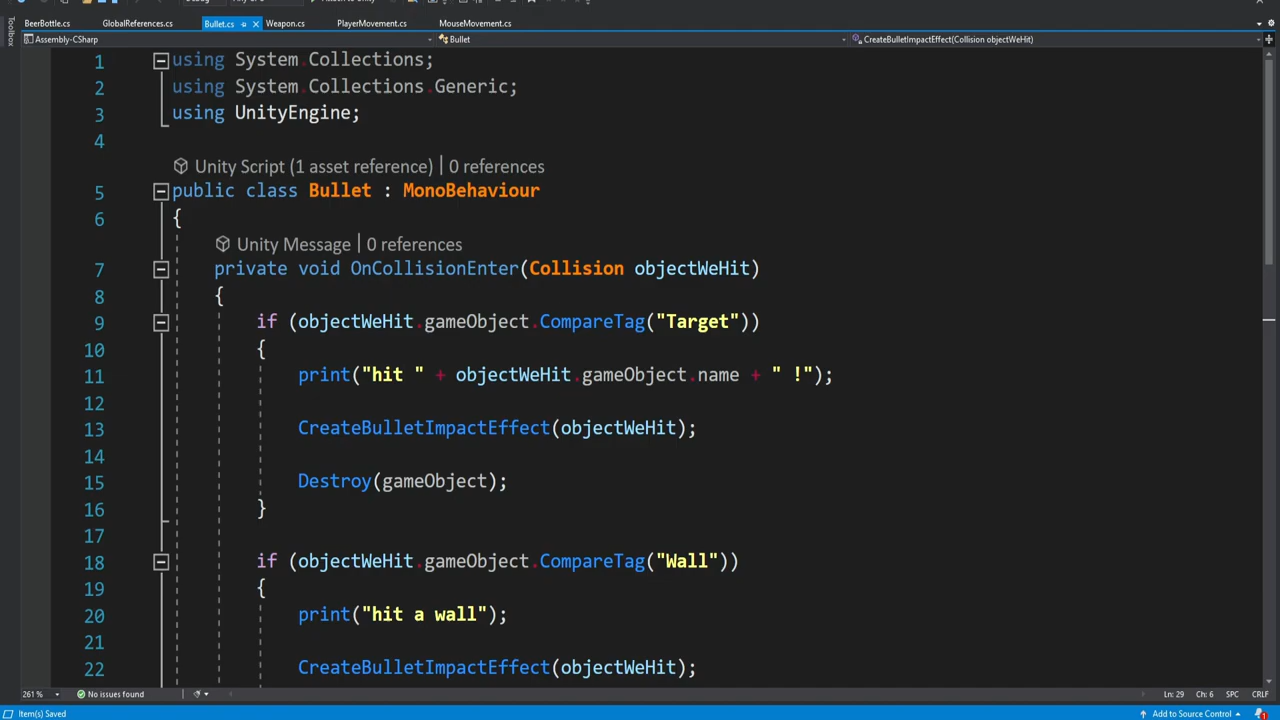 BeerBottle.cs GlobalReferences.cs Bullet.cs Weapon.cs PlayerMovement.cs MouseMovement.cs
Toolbox
Assembly-CSharp Bullet CreateBulletImpactEffect(Collision objectWeHit)
1 using System.Collections;
2 using System.Collections.Generic;
3 using UnityEngine;
4
Unity Script (1 asset reference) | 0 references
5 public class Bullet : MonoBehaviour
6 {
Unity Message | 0 references
7 private void OnCollisionEnter(Collision objectWeHit)
8 {
9 if (objectWeHit.gameObject.CompareTag("Target"))
10 {
11 print("hit " + objectWeHit.gameObject.name + " !");
12
13 CreateBulletImpactEffect(objectWeHit);
14
15 Destroy(gameObject);
16 }
17
18 if (objectWeHit.gameObject.CompareTag("Wall"))
19 {
20 print("hit a wall");
21
22 CreateBulletImpactEffect(objectWeHit);
261 % No issues found Ln: 29 Ch: 6 SPC CRLF
Item(s) Saved Add to Source Control 1